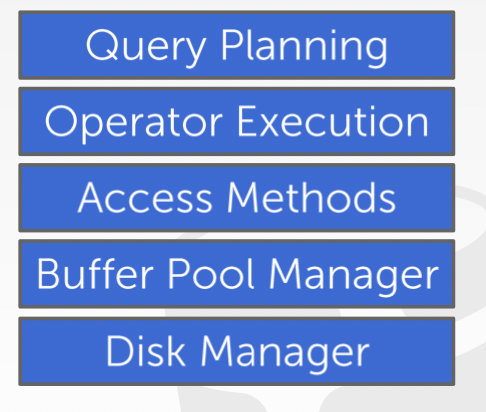 Query Planning
Operator Execution
Access Methods
Buffer Pool Manager
Disk Manager